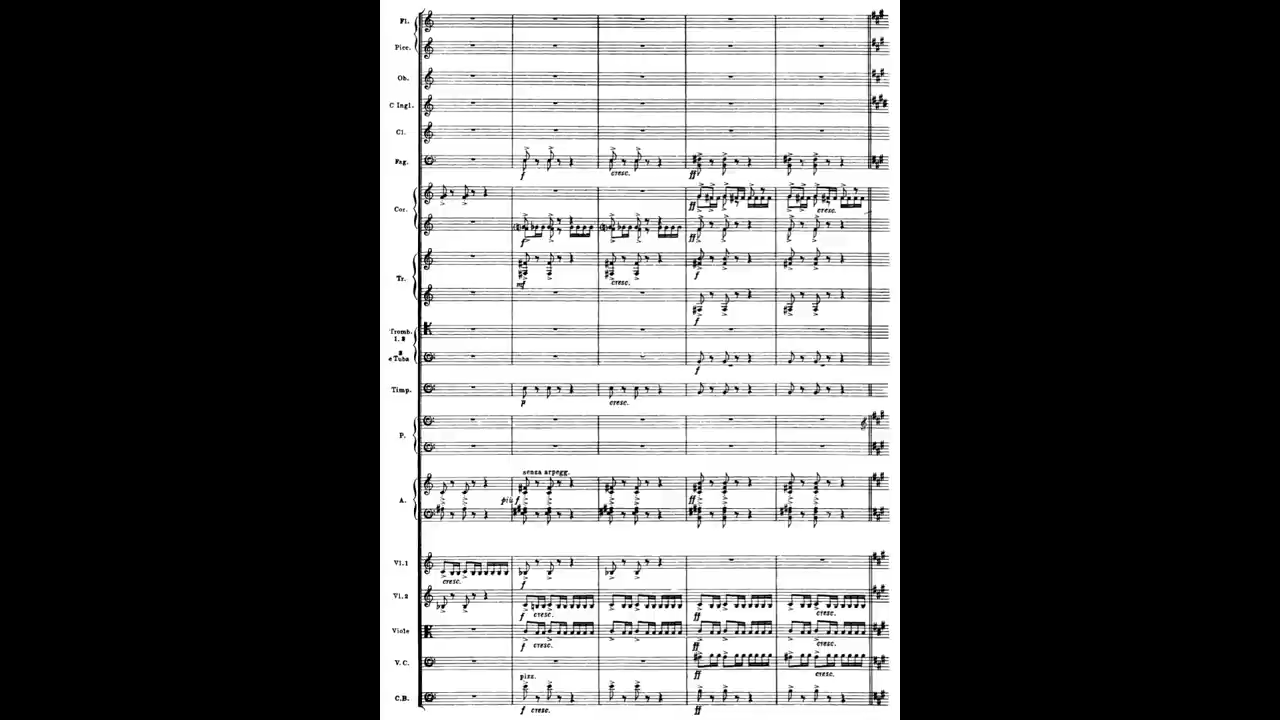 Fl.
Picc.
Ob.
C Ingl.
Cl.
Fag.
f cresc. ff
Cor.
ff cresc.
f ff
Tr.
mf cresc. f
f
Tromb.
1. 2
3
e Tuba
f
Timp.
p cresc.
P.
senza arpegg.
A.
più f ff
Vl. 1
cresc. f
Vl. 2
f cresc. ff cresc.
Viole
f cresc. ff cresc.
V. C.
ff cresc.
pizz.
C.B.
f cresc. ff